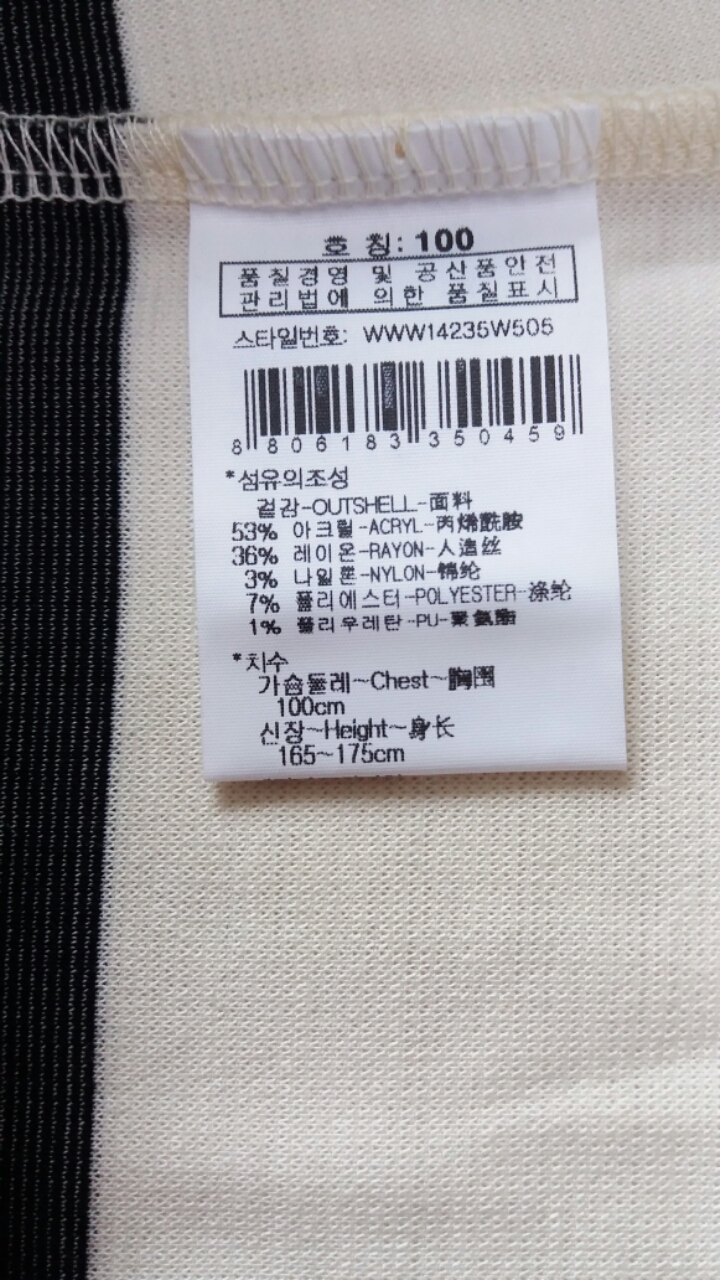 호 칭: 100
품질경영 및 공산품안전
관리법에 의한 품질표시
스타일번호: WWW14235W505
8 806183 350459
*섬유의조성
겉감-OUTSHELL-面料
53% 아크릴-ACRYL-丙烯酰胺
36% 레이온-RAYON-人造丝
3% 나일론-NYLON-锦纶
7% 폴리에스터-POLYESTER-涤纶
1% 폴리우레탄-PU-聚氨酯
*치수
가슴둘레~Chest~胸围
100cm
신장~Height~身长
165~175cm